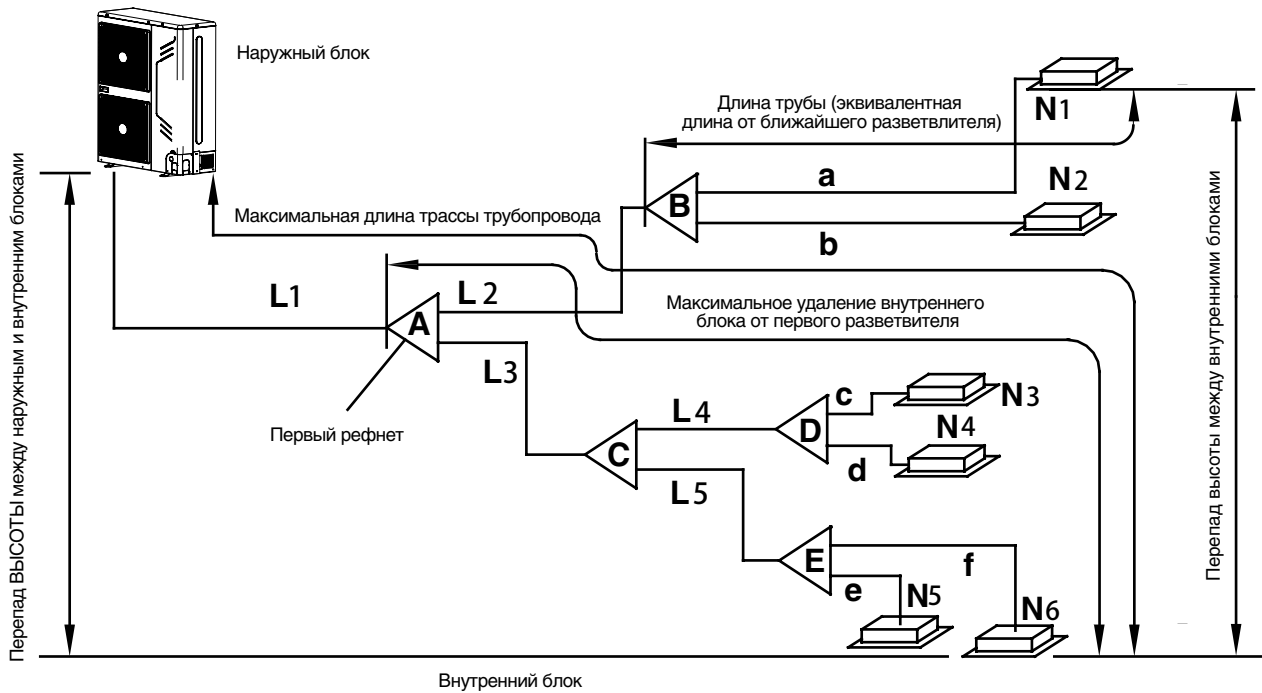 Наружный блок
Длина трубы (эквивалентная
длина от ближайшего разветвлителя)
N1
a
N2
B
b
Максимальная длина трассы трубопровода
L1
L2
A
Максимальное удаление внутреннего
блока от первого разветвителя
L3
Первый рефнет
c
N3
L4
D
N4
C
d
L5
E
f
e
N5
N6
Перепад ВЫСОТЫ между наружным и внутренним блоками
Перепад высоты между внутренними блоками
Внутренний блок